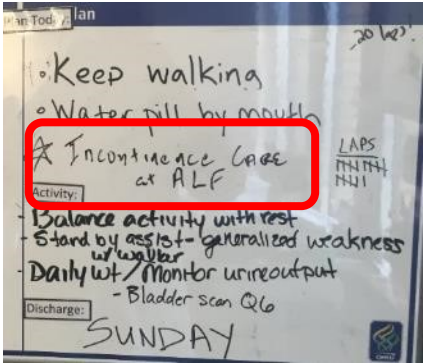 Plan Today:
lan
20 laps!
• Keep walking
• Water pill by mouth
☆ Incontinence Care
at ALF
LAPS
Activity:
- Balance activity with rest
- Stand by assist - generalized weakness
w/ walker
- Daily wt / Monitor urine output
- Bladder scan Q6
Discharge:
SUNDAY